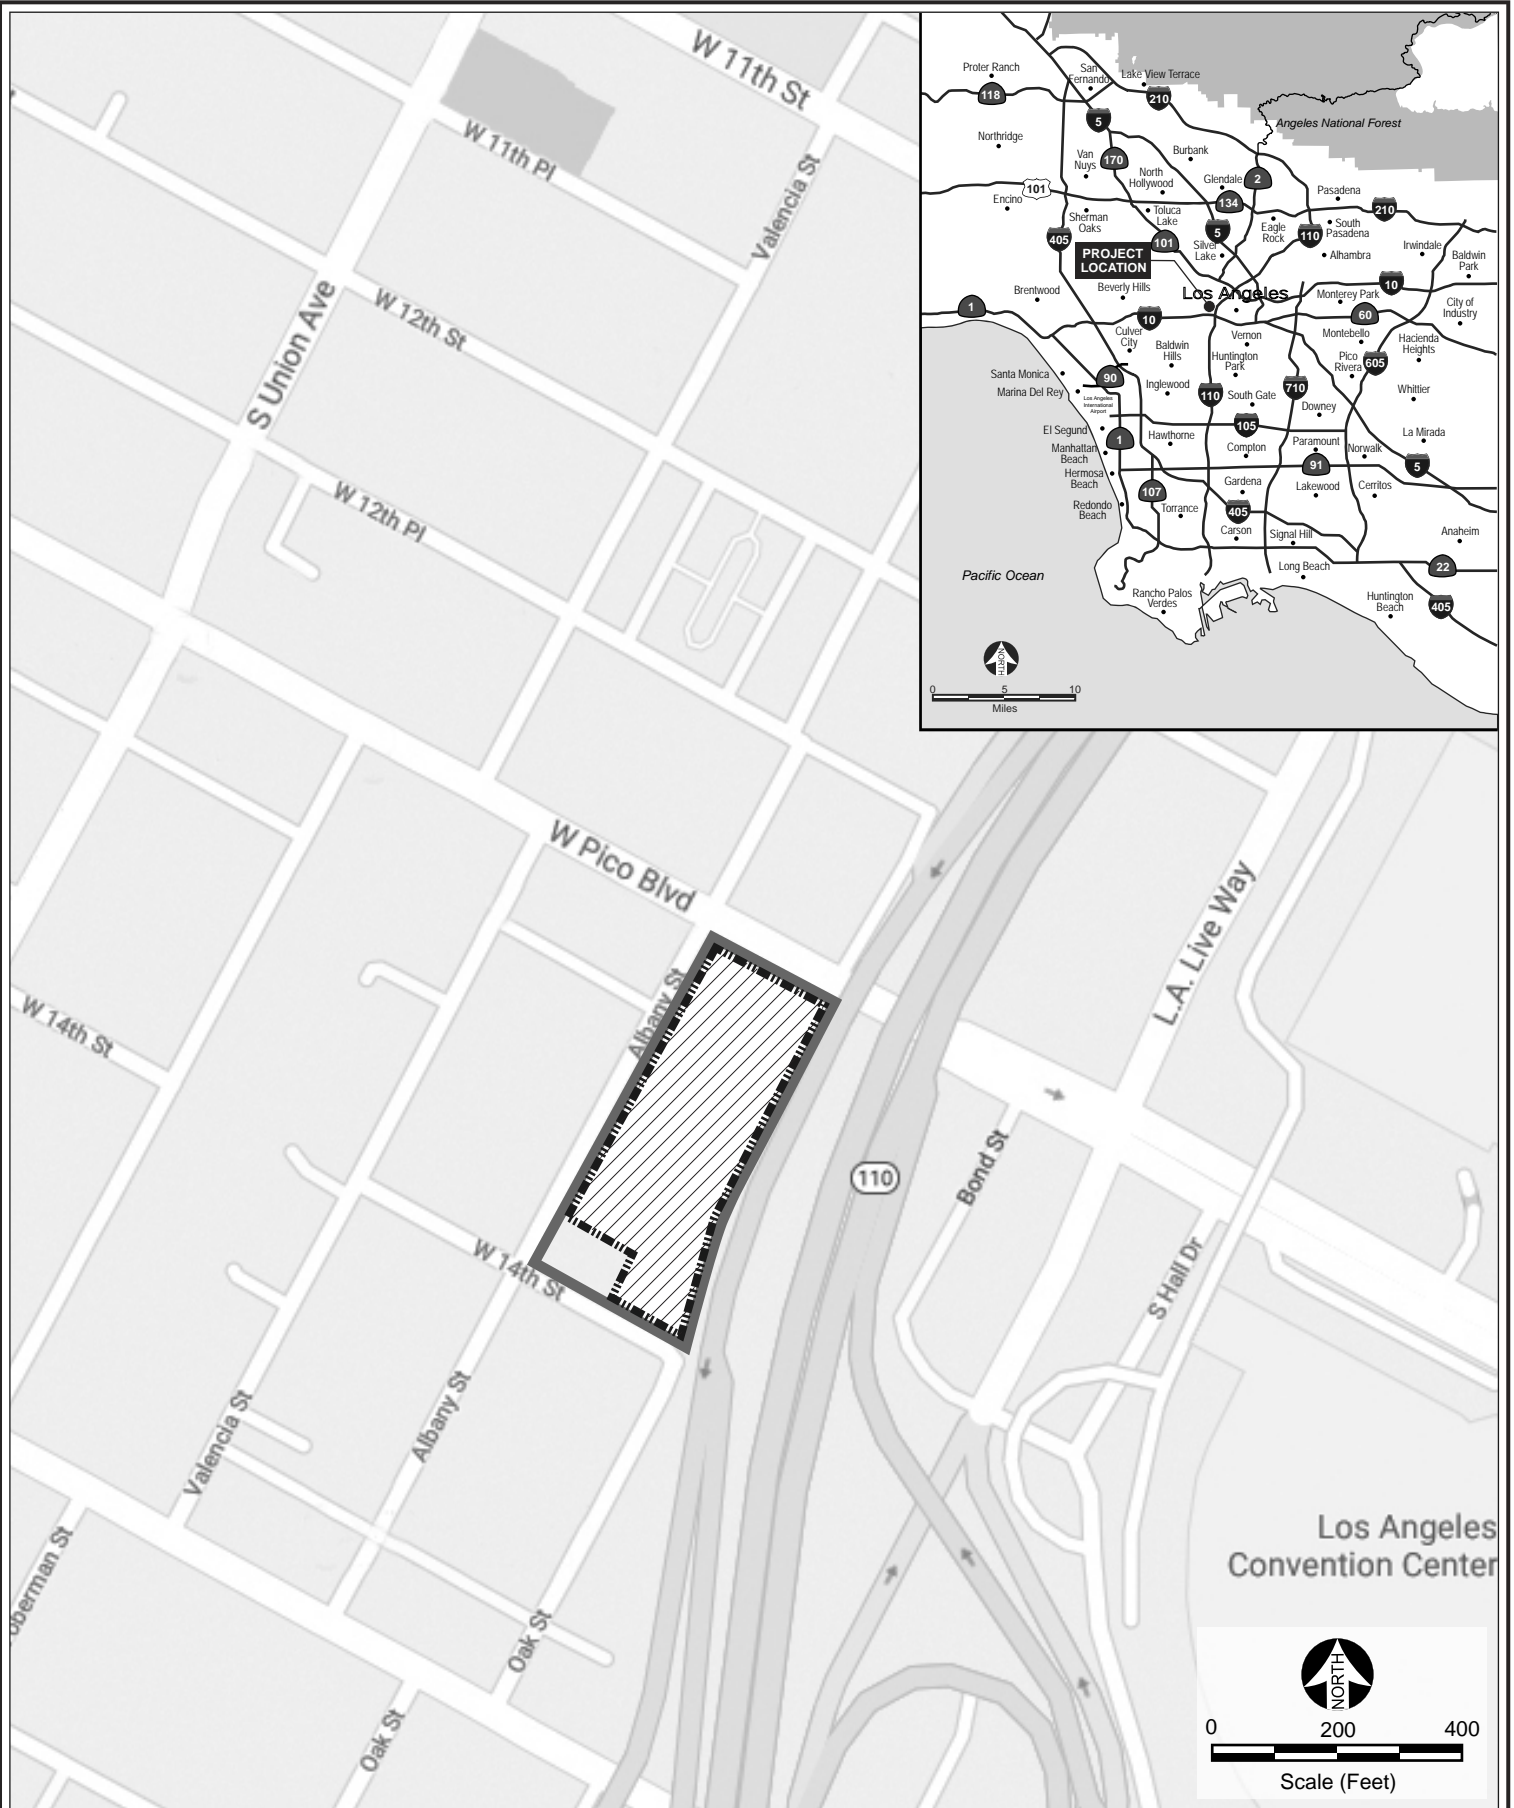 W 11th St
W 11th Pl
Valencia St
S Union Ave
W 12th St
W 12th Pl
W Pico Blvd
Albany St
W 14th St
W 14th St
L.A. Live Way
110
Bond St
S Hall Dr
Valencia St
Albany St
oberman St
Oak St
Oak St
Los Angeles
Convention Center
NORTH
0 200 400
Scale (Feet)
Proter Ranch
118
San
Fernando
Lake View Terrace
210
5
Angeles National Forest
Northridge
Van
Nuys
170
Burbank
North
Hollywood
Glendale
2
101
Encino
134
Pasadena
210
Sherman
Oaks
Toluca
Lake
405
101
Silver
Lake
5
Eagle
Rock
110
South
Pasadena
Alhambra
Irwindale
Baldwin
Park
PROJECT
LOCATION
Brentwood
Beverly Hills
Los Angeles
Monterey Park
10
City of
Industry
1
10
60
Culver
City
Baldwin
Hills
Vernon
Montebello
Hacienda
Heights
Huntington
Park
Pico
Rivera
605
Santa Monica
90
Marina Del Rey
Los Angeles
International
Airport
Inglewood
110
South Gate
710
Downey
Whittier
El Segund
1
Hawthorne
105
Compton
Paramount
Norwalk
La Mirada
Manhattan
Beach
91
5
Hermosa
Beach
107
Gardena
Lakewood
Cerritos
Redondo
Beach
Torrance
405
Carson
Signal Hill
Anaheim
Pacific Ocean
Long Beach
22
Rancho Palos
Verdes
Huntington
Beach
405
NORTH
0 5 10
Miles